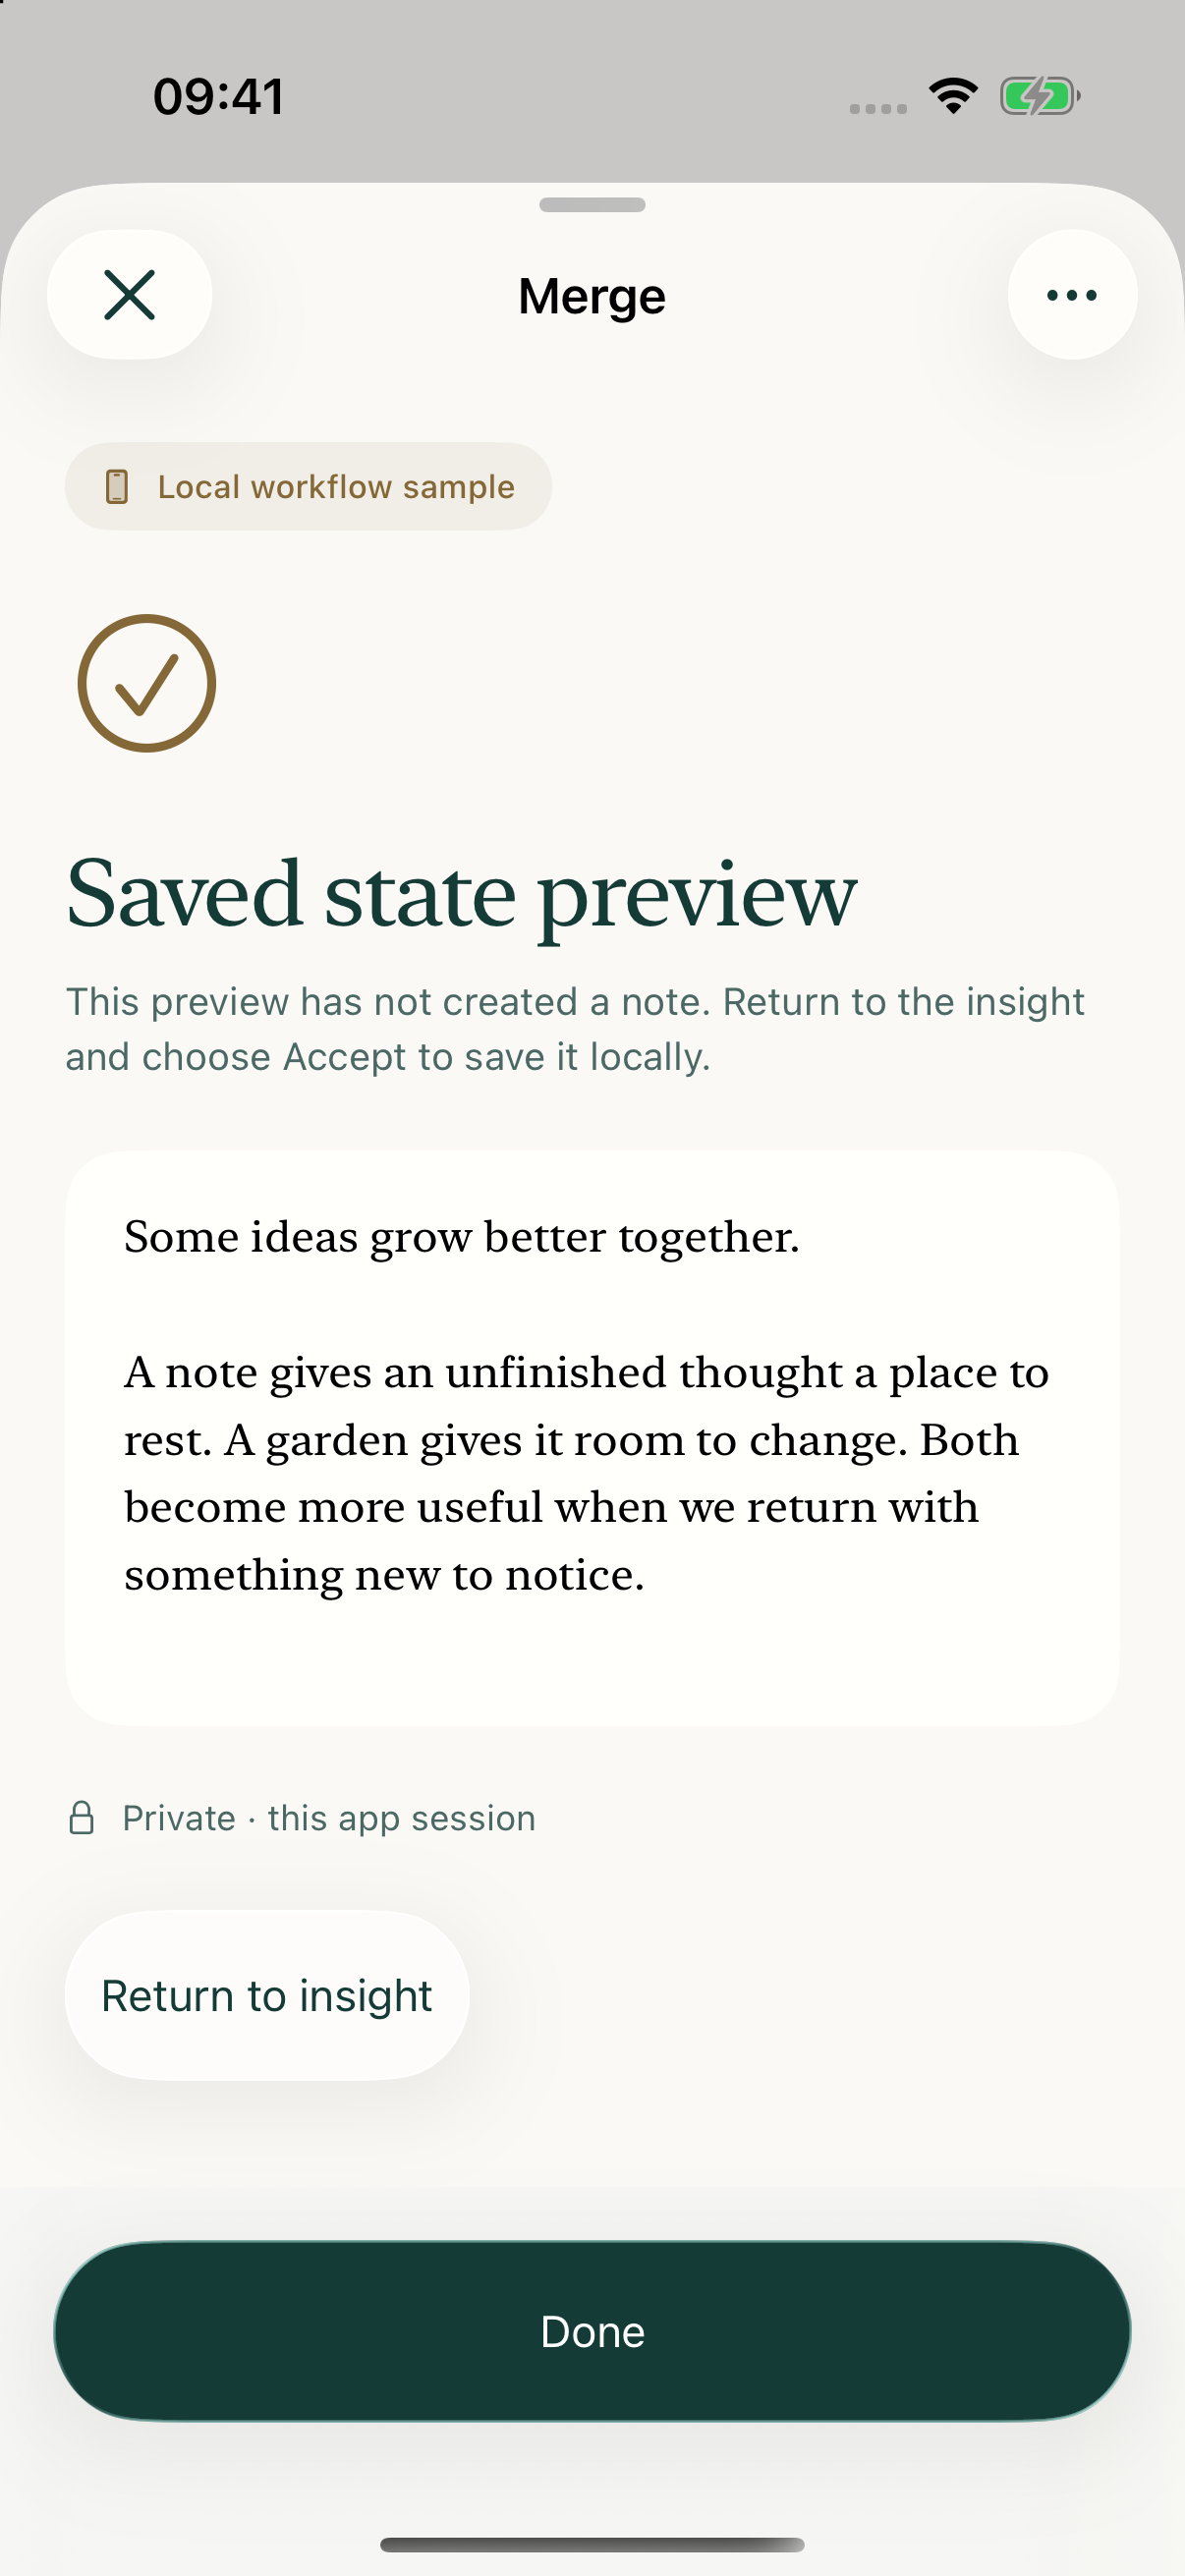 09:41
Merge
Local workflow sample
Saved state preview
This preview has not created a note. Return to the insight
and choose Accept to save it locally.
Some ideas grow better together.
A note gives an unfinished thought a place to
rest. A garden gives it room to change. Both
become more useful when we return with
something new to notice.
Private · this app session
Return to insight
Done